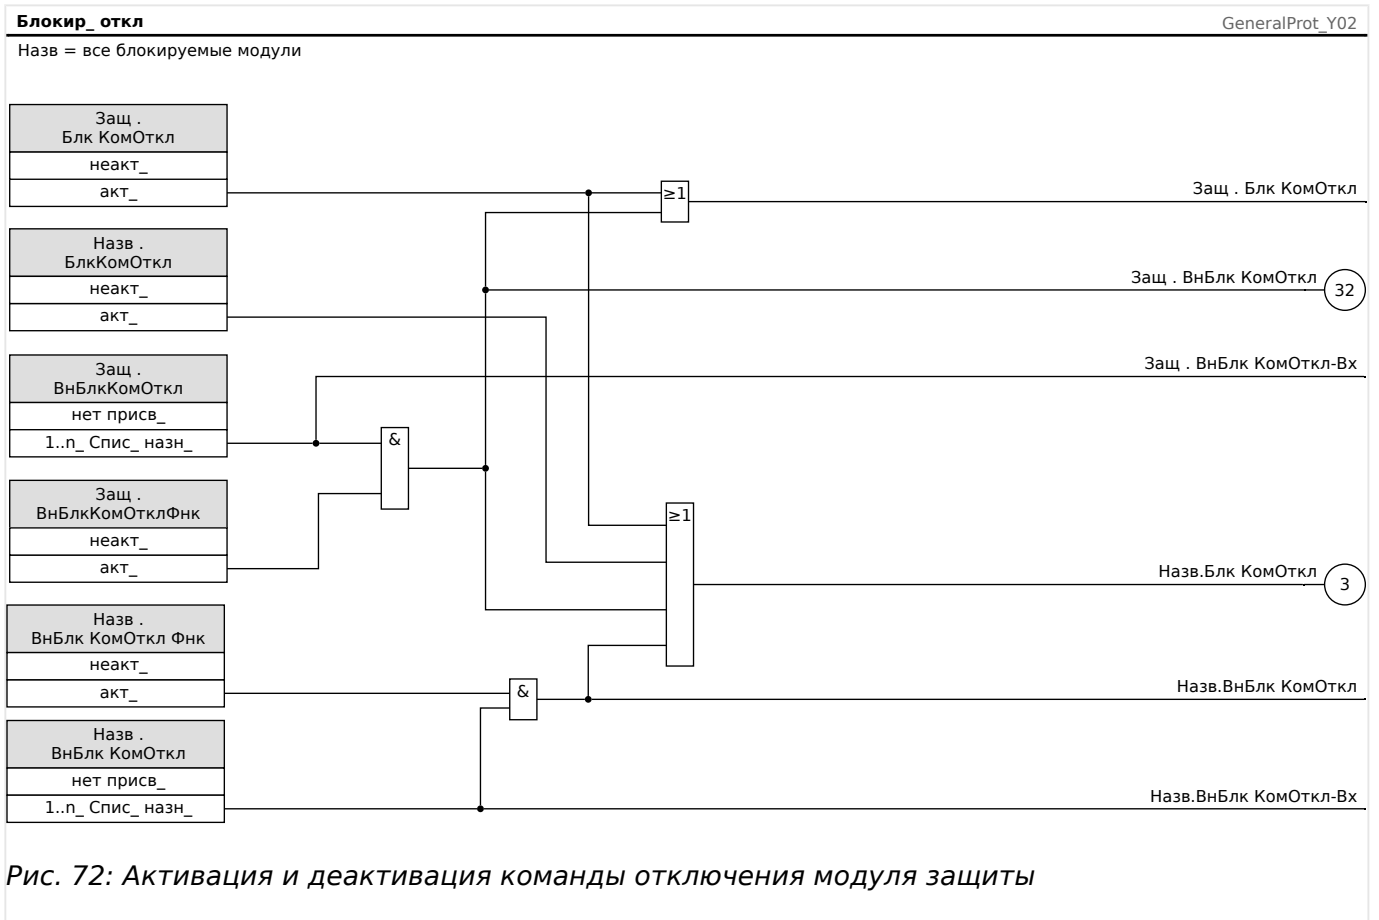 Блокир_ откл
GeneralProt_Y02
Назв = все блокируемые модули
Защ .
Блк КомОткл
неакт_
акт_
≥1
Защ . Блк КомОткл
Назв .
БлкКомОткл
неакт_
акт_
Защ . ВнБлк КомОткл
32
Защ .
ВнБлкКомОткл
нет присв_
1..n_ Спис_ назн_
Защ . ВнБлк КомОткл-Вх
&
Защ .
ВнБлкКомОтклФнк
неакт_
акт_
≥1
Назв.Блк КомОткл
3
Назв .
ВнБлк КомОткл Фнк
неакт_
акт_
&
Назв.ВнБлк КомОткл
Назв .
ВнБлк КомОткл
нет присв_
1..n_ Спис_ назн_
Назв.ВнБлк КомОткл-Вх
Рис. 72: Активация и деактивация команды отключения модуля защиты